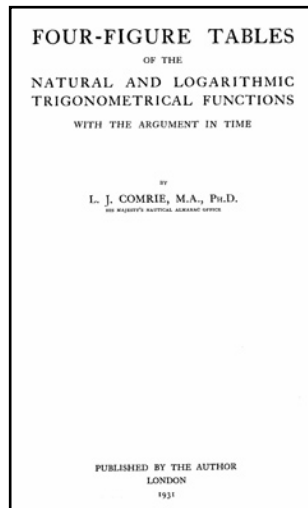 FOUR-FIGURE TABLES
OF THE
NATURAL AND LOGARITHMIC
TRIGONOMETRICAL FUNCTIONS
WITH THE ARGUMENT IN TIME
BY
L. J. COMRIE, M.A., Ph.D.
HIS MAJESTY'S NAUTICAL ALMANAC OFFICE
PUBLISHED BY THE AUTHOR
LONDON
1931